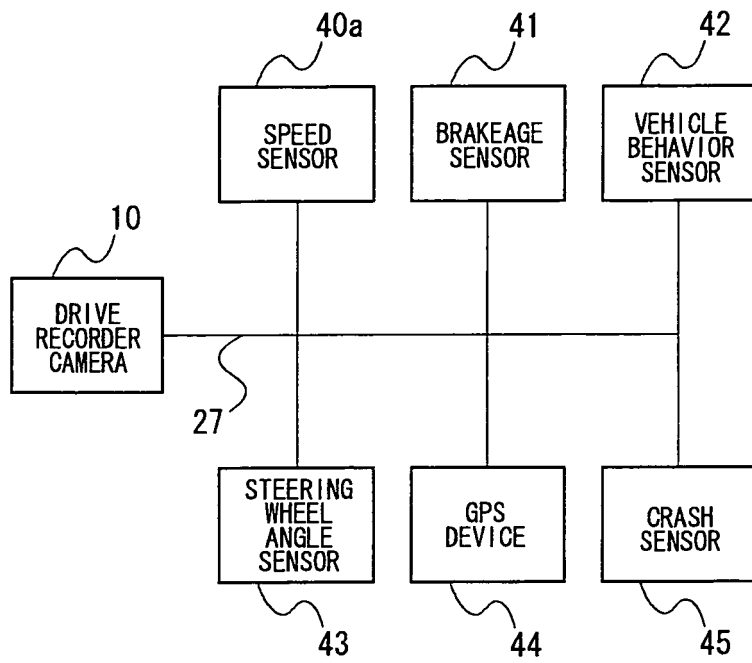 40a
41
42
SPEED
SENSOR
BRAKEAGE
SENSOR
VEHICLE
BEHAVIOR
SENSOR
10
DRIVE
RECORDER
CAMERA
27
STEERING
WHEEL
ANGLE
SENSOR
GPS
DEVICE
CRASH
SENSOR
43
44
45